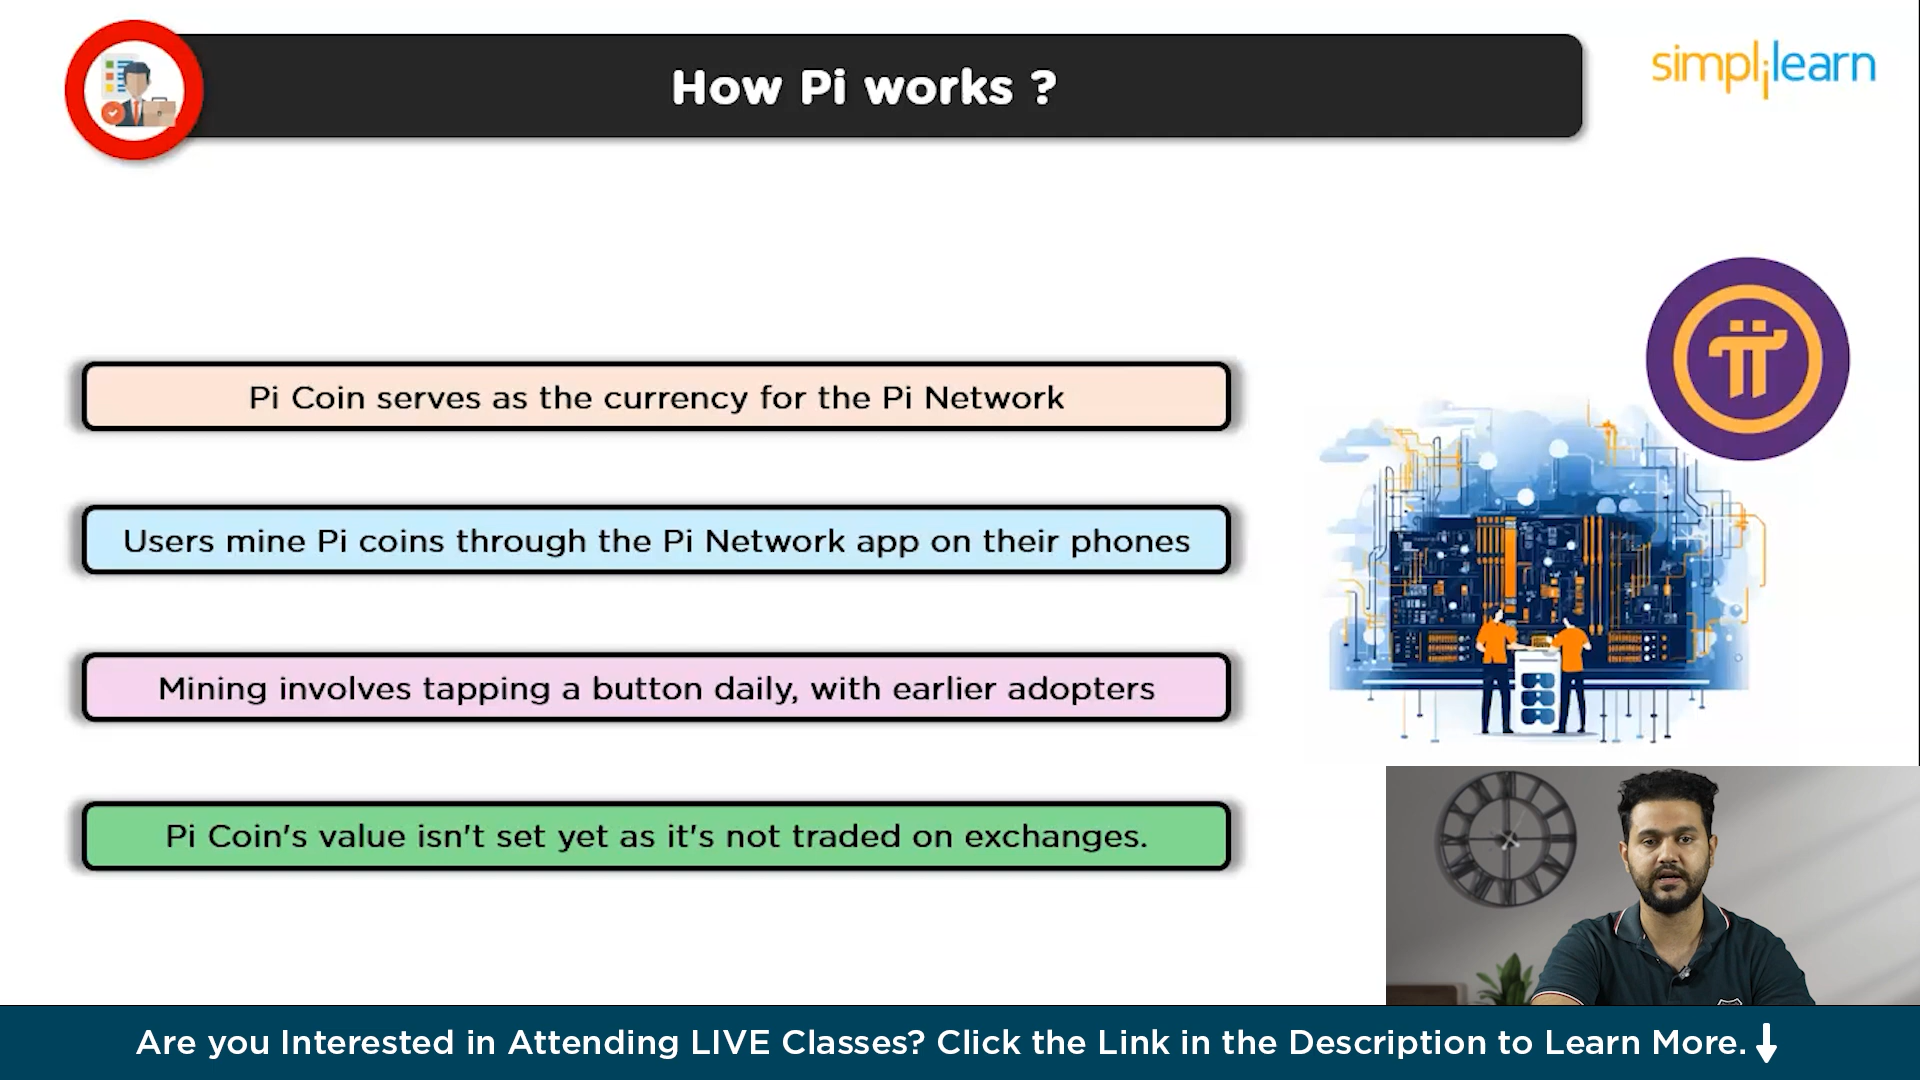 How Pi works ?
simplilearn
Pi Coin serves as the currency for the Pi Network
Users mine Pi coins through the Pi Network app on their phones
Mining involves tapping a button daily, with earlier adopters
Pi Coin's value isn't set yet as it's not traded on exchanges.
Are you Interested in Attending LIVE Classes? Click the Link in the Description to Learn More.